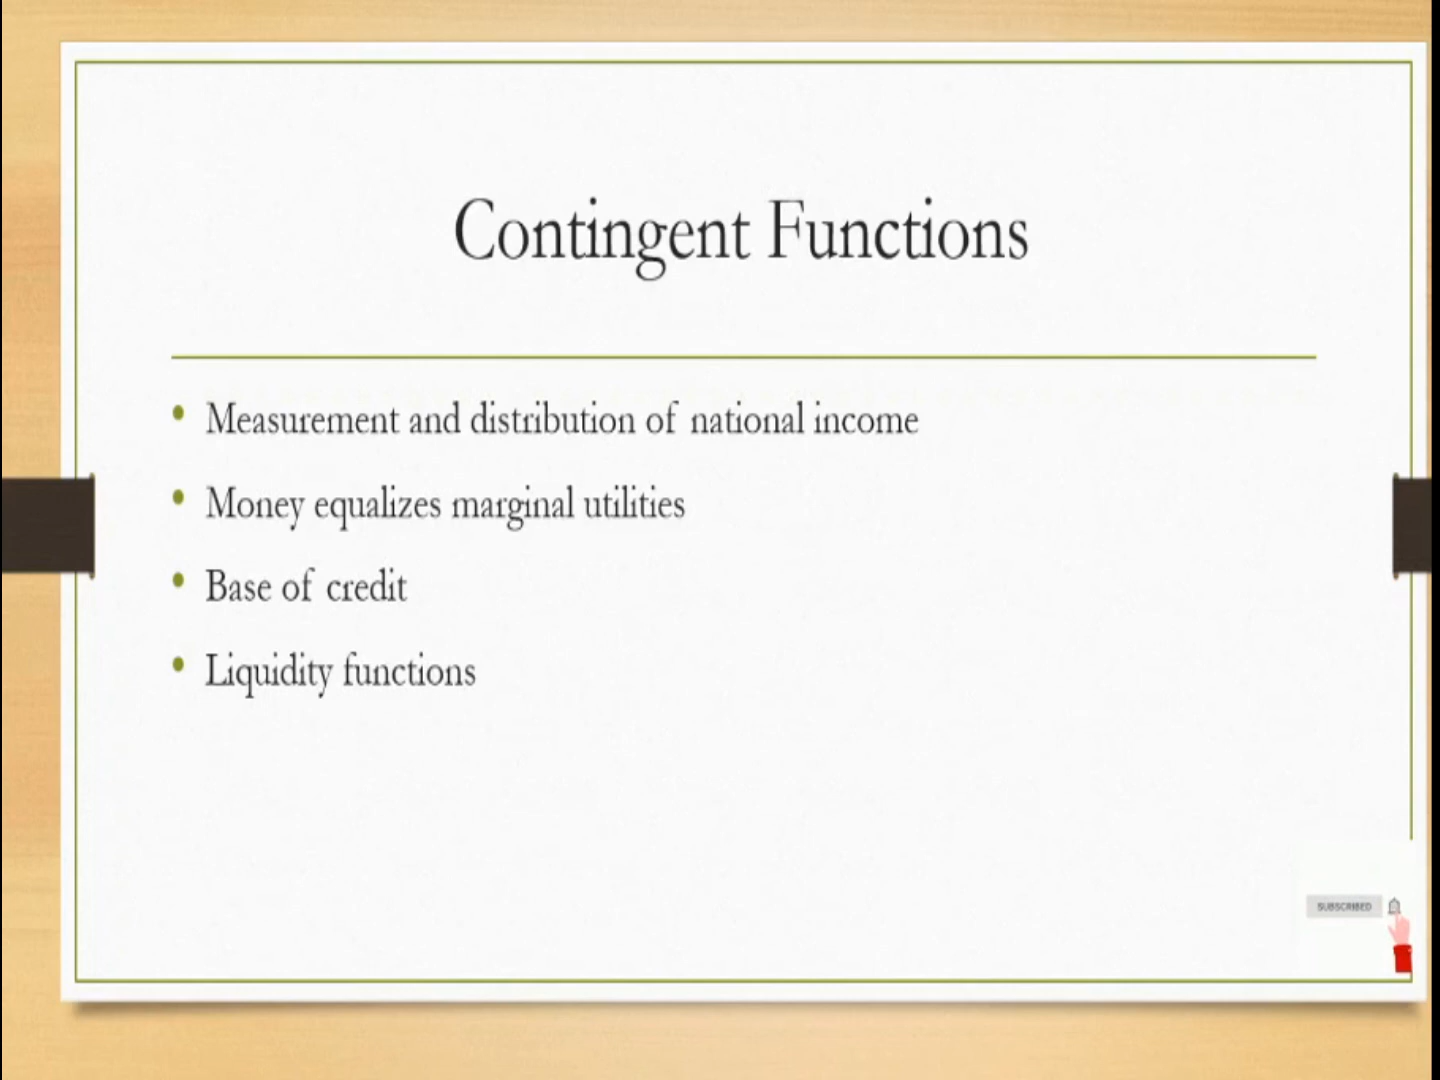 Contingent Functions
Measurement and distribution of national income
Money equalizes marginal utilities
Base of credit
Liquidity functions
SUBSCRIBED